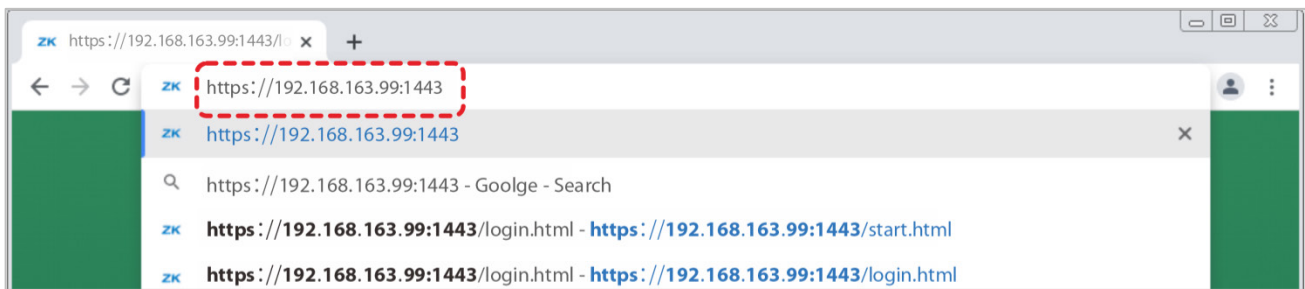 ZK https://192.168.163.99:1443/lo
ZK https://192.168.163.99:1443
ZK https://192.168.163.99:1443
https://192.168.163.99:1443 - Goolge - Search
ZK https://192.168.163.99:1443/login.html - https://192.168.163.99:1443/start.html
ZK https://192.168.163.99:1443/login.html - https://192.168.163.99:1443/login.html